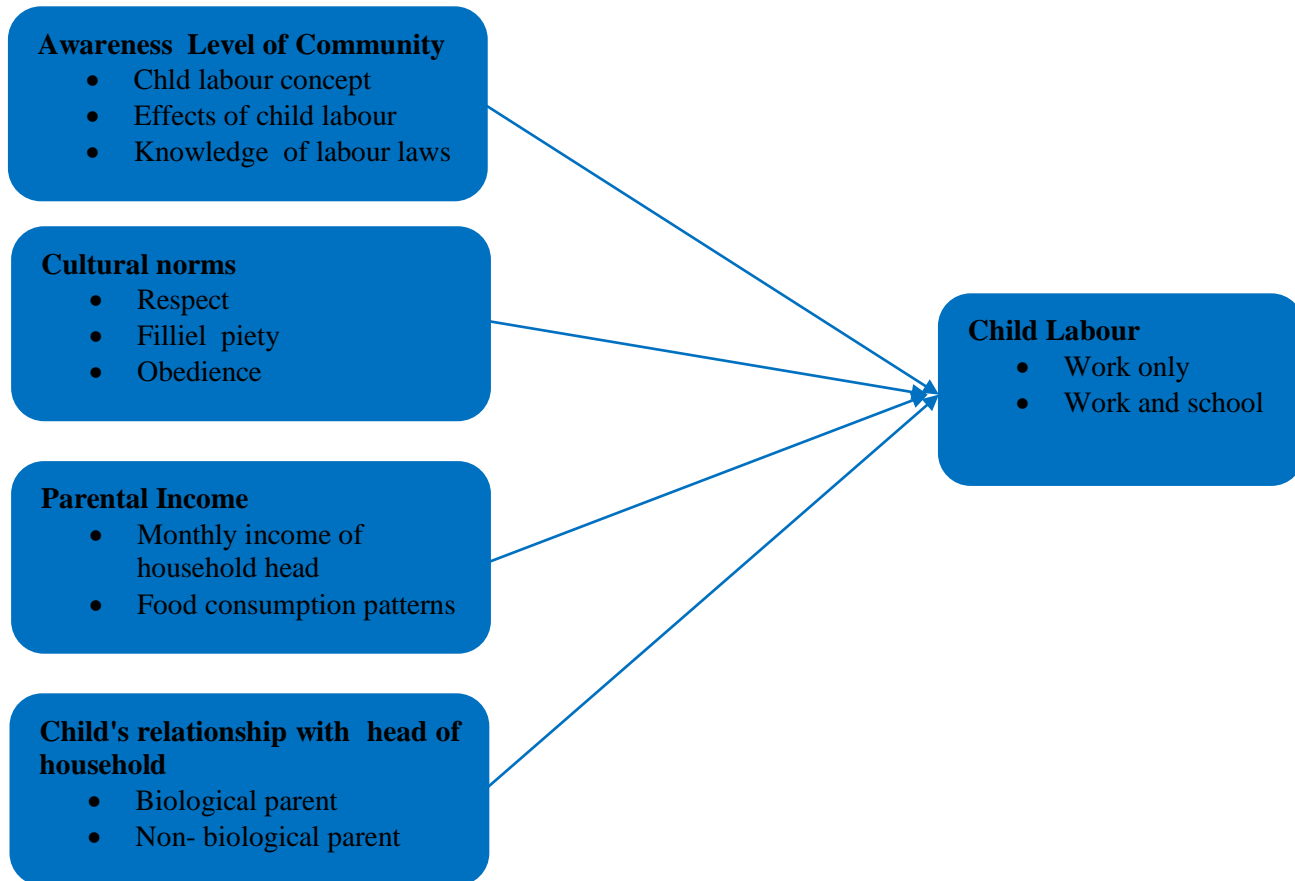 Awareness Level of Community
• Chld labour concept
• Effects of child labour
• Knowledge of labour laws
Cultural norms
• Respect
• Filliel piety
• Obedience
Parental Income
• Monthly income of
household head
• Food consumption patterns
Child's relationship with head of
household
• Biological parent
• Non- biological parent
Child Labour
• Work only
• Work and school